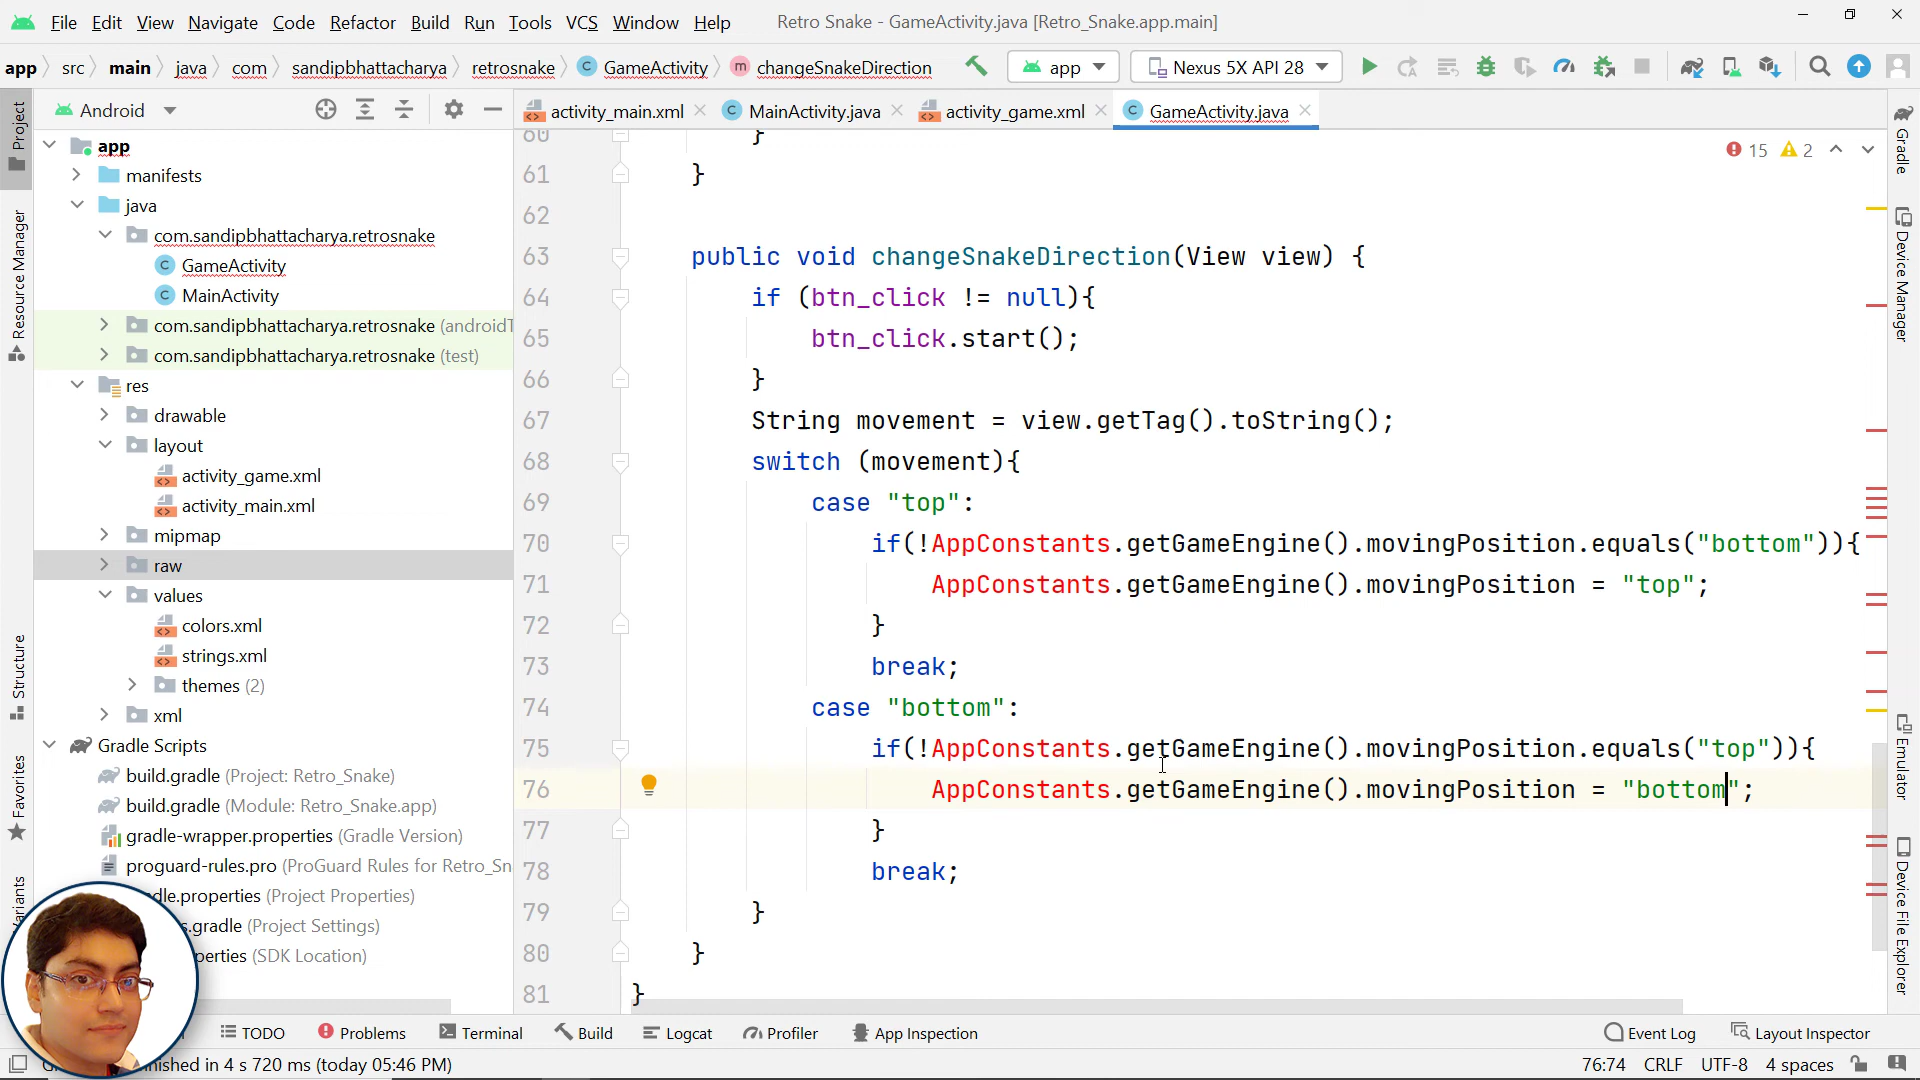 File Edit View Navigate Code Refactor Build Run Tools VCS Window Help Retro Snake - GameActivity.java [Retro_Snake.app.main]
app src main java com sandipbhattacharya retrosnake GameActivity changeSnakeDirection app Nexus 5X API 28
Android activity_main.xml MainActivity.java activity_game.xml GameActivity.java
Project
Resource Manager
Structure
Favorites
app
manifests
java
com.sandipbhattacharya.retrosnake
GameActivity
MainActivity
com.sandipbhattacharya.retrosnake (androidT
com.sandipbhattacharya.retrosnake (test)
res
drawable
layout
activity_game.xml
activity_main.xml
mipmap
raw
values
colors.xml
strings.xml
themes (2)
xml
Gradle Scripts
build.gradle (Project: Retro_Snake)
build.gradle (Module: Retro_Snake.app)
gradle-wrapper.properties (Gradle Version)
proguard-rules.pro (ProGuard Rules for Retro_Sn
dle.properties (Project Properties)
s.gradle (Project Settings)
perties (SDK Location)
15 2
60 }
61 }
62
63 public void changeSnakeDirection(View view) {
64 if (btn_click != null){
65 btn_click.start();
66 }
67 String movement = view.getTag().toString();
68 switch (movement){
69 case "top":
70 if(!AppConstants.getGameEngine().movingPosition.equals("bottom")){
71 AppConstants.getGameEngine().movingPosition = "top";
72 }
73 break;
74 case "bottom":
75 if(!AppConstants.getGameEngine().movingPosition.equals("top")){
76 AppConstants.getGameEngine().movingPosition = "bottom";
77 }
78 break;
79 }
80 }
81 }
Gradle
Device Manager
Emulator
Device File Explorer
TODO Problems Terminal Build Logcat Profiler App Inspection Event Log Layout Inspector
nished in 4 s 720 ms (today 05:46 PM) 76:74 CRLF UTF-8 4 spaces